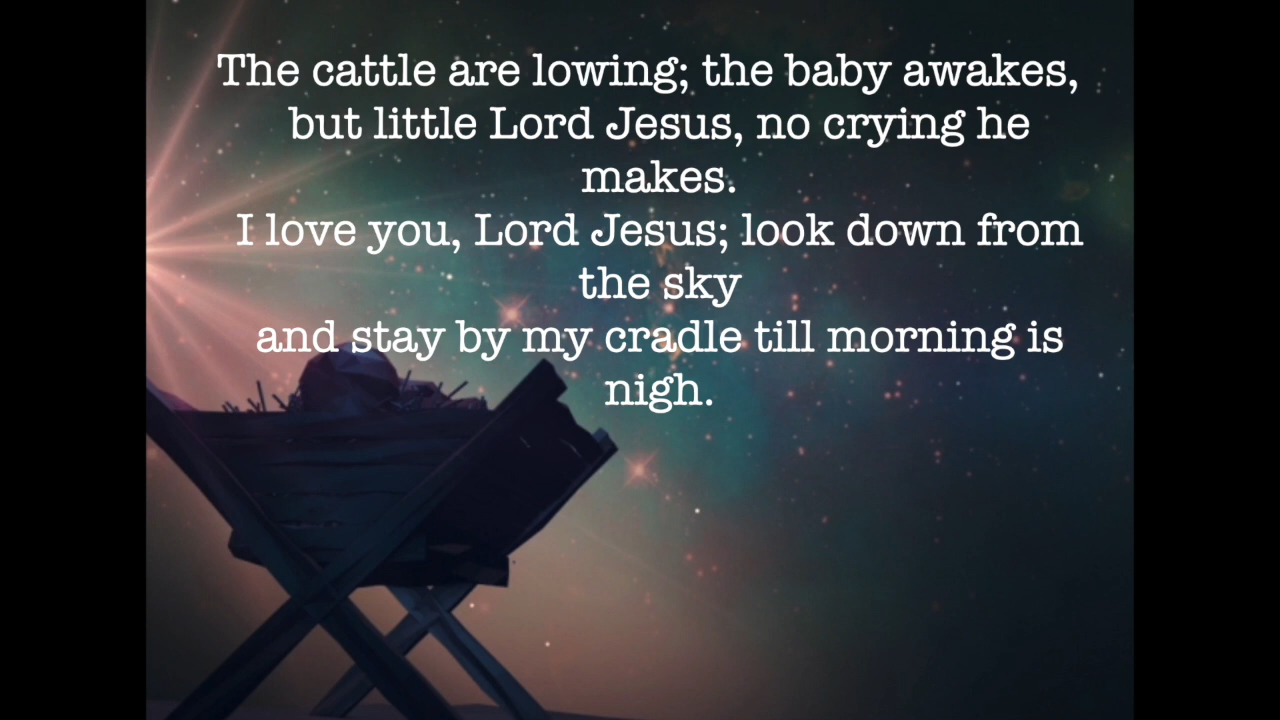 The cattle are lowing; the baby awakes,
but little Lord Jesus, no crying he
makes.
I love you, Lord Jesus; look down from
the sky
and stay by my cradle till morning is
nigh.